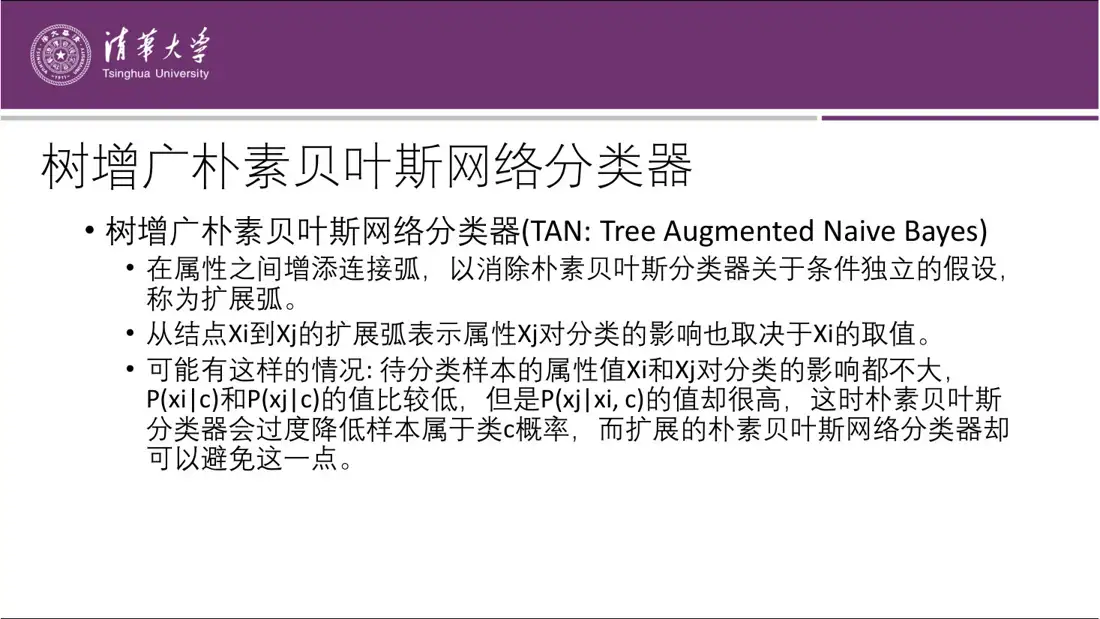 清华大学
Tsinghua University
树增广朴素贝叶斯网络分类器
• 树增广朴素贝叶斯网络分类器(TAN: Tree Augmented Naive Bayes)
• 在属性之间增添连接弧，以消除朴素贝叶斯分类器关于条件独立的假设，
称为扩展弧。
• 从结点Xi到Xj的扩展弧表示属性Xj对分类的影响也取决于Xi的取值。
• 可能有这样的情况: 待分类样本的属性值Xi和Xj对分类的影响都不大，
P(xi|c)和P(xj|c)的值比较低，但是P(xj|xi, c)的值却很高，这时朴素贝叶斯
分类器会过度降低样本属于类c概率，而扩展的朴素贝叶斯网络分类器却
可以避免这一点。